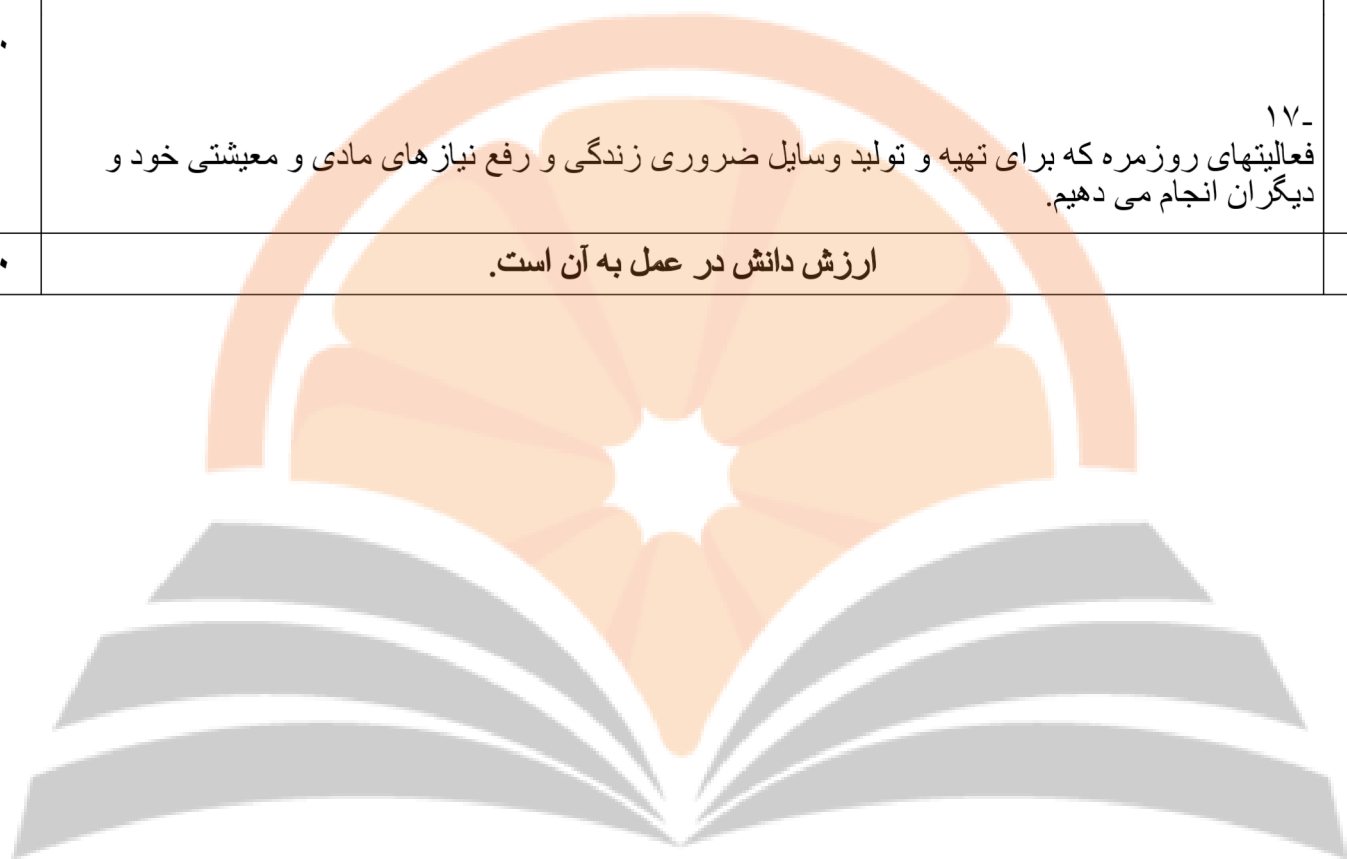 ۱۷-
فعالیتهای روزمره که برای تهیه و تولید وسایل ضروری زندگی و رفع نیازهای مادی و معیشتی خود و
دیگران انجام می دهیم.
ارزش دانش در عمل به آن است.